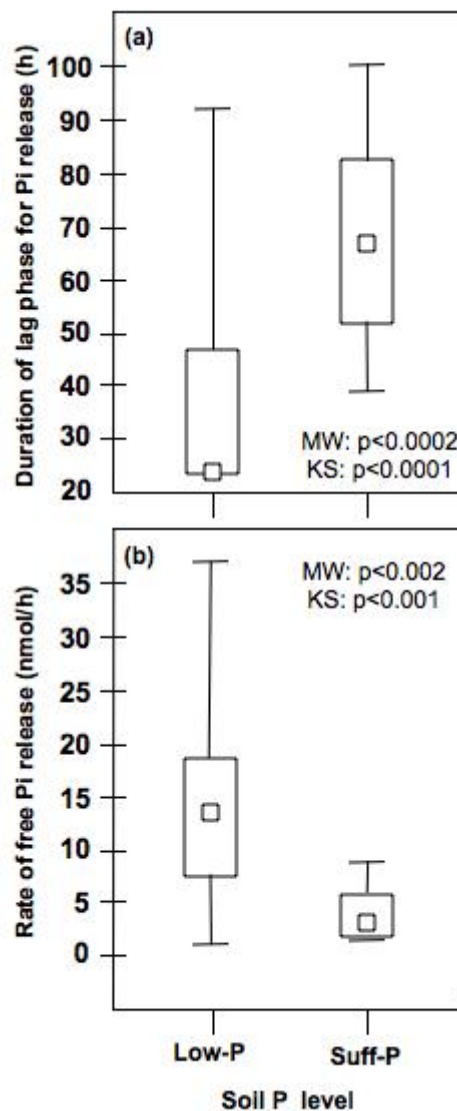 (a)
Duration of lag phase for Pi release (h)
100
90
80
70
60
50
40
30
20
MW: p<0.0002
KS: p<0.0001
(b)
Rate of free Pi release (nmol/h)
35
30
25
20
15
10
5
0
MW: p<0.002
KS: p<0.001
Low-P Suff-P
Soil P level